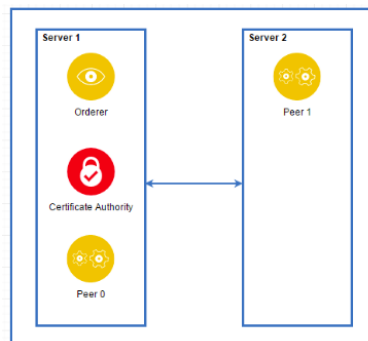 Server 1
Orderer
Certificate Authority
Peer 0
Server 2
Peer 1